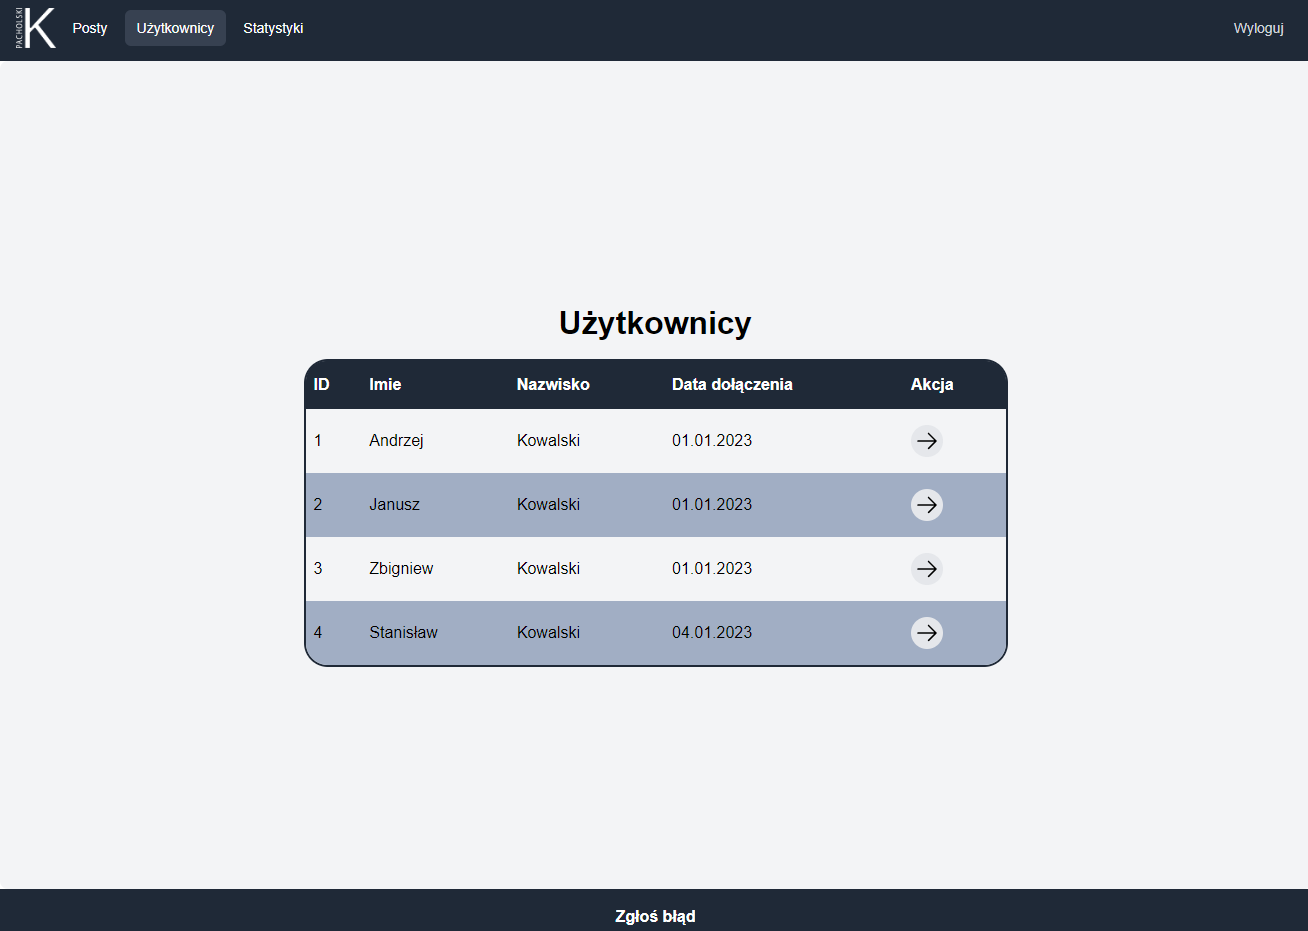 PACHOLSKI K Posty Użytkownicy Statystyki Wyloguj
Użytkownicy
ID Imie Nazwisko Data dołączenia Akcja
1 Andrzej Kowalski 01.01.2023
2 Janusz Kowalski 01.01.2023
3 Zbigniew Kowalski 01.01.2023
4 Stanisław Kowalski 04.01.2023
Zgłoś błąd